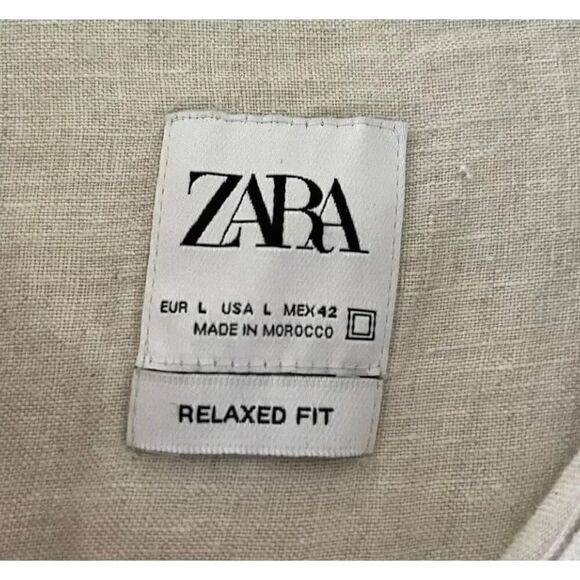 ZARA
EUR L USA L MEX 42
MADE IN MOROCCO
RELAXED FIT